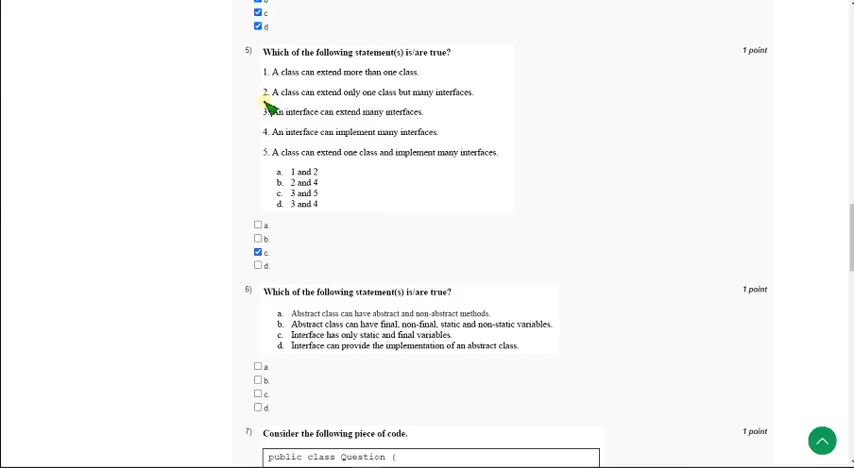 c
d
5) Which of the following statement(s) is/are true? 1 point
1. A class can extend more than one class.
2. A class can extend only one class but many interfaces.
3. An interface can extend many interfaces.
4. An interface can implement many interfaces.
5. A class can extend one class and implement many interfaces.
a. 1 and 2
b. 2 and 4
c. 3 and 5
d. 3 and 4
a.
b.
c.
d.
6) Which of the following statement(s) is/are true? 1 point
a. Abstract class can have abstract and non-abstract methods.
b. Abstract class can have final, non-final, static and non-static variables.
c. Interface has only static and final variables.
d. Interface can provide the implementation of an abstract class.
a.
b.
c.
d.
7) Consider the following piece of code. 1 point
public class Question {